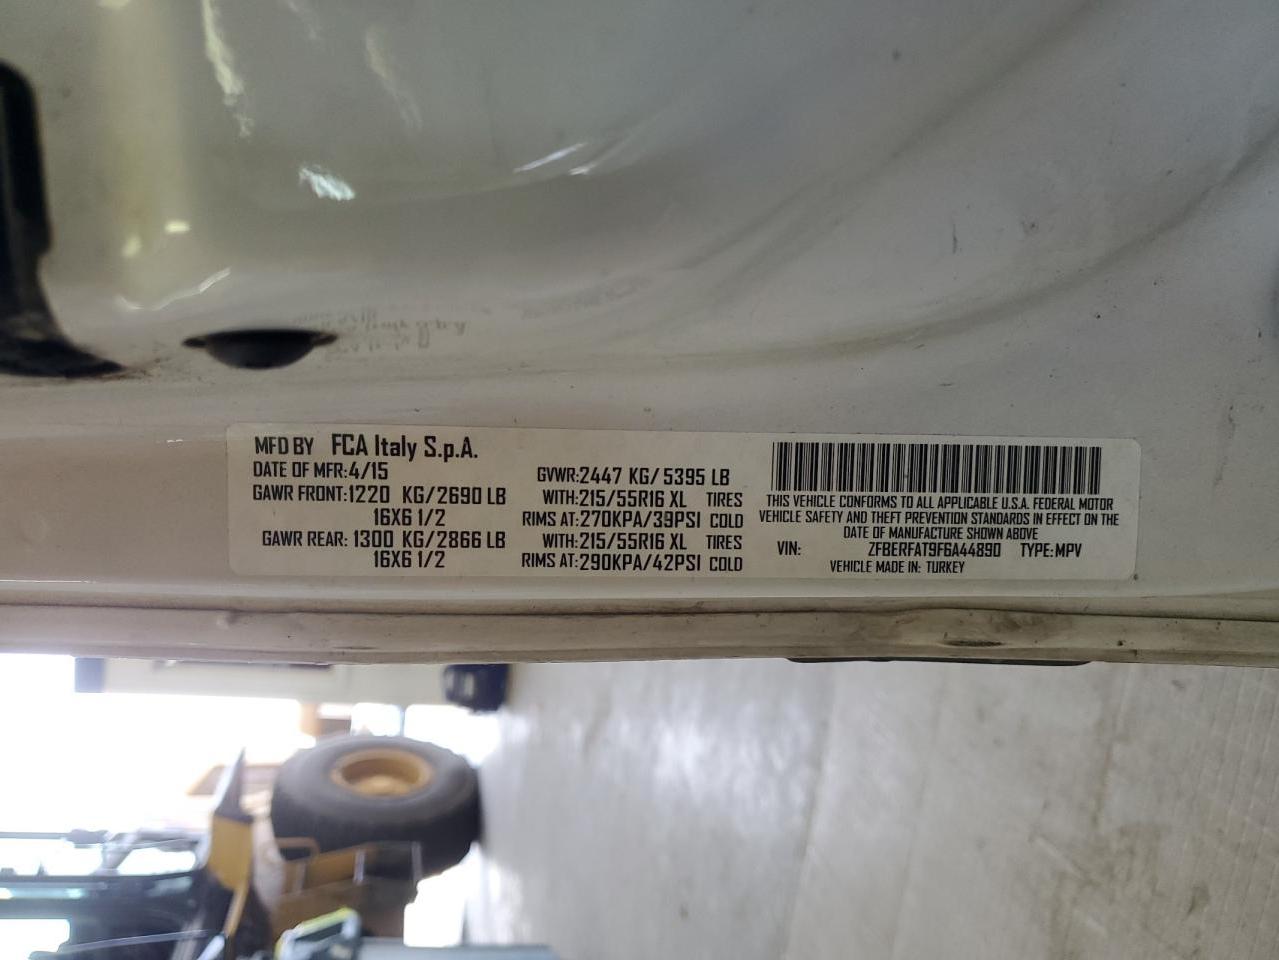 MFD BY FCA Italy S.p.A.
DATE OF MFR:4/15
GAWR FRONT:1220 KG/2690 LB
16X6 1/2
GAWR REAR:1300 KG/2866 LB
16X6 1/2
GVWR:2447 KG/5395 LB
WITH:215/55R16 XL TIRES
RIMS AT:270KPA/39PSI COLD
WITH:215/55R16 XL TIRES
RIMS AT:290KPA/42PSI COLD
THIS VEHICLE CONFORMS TO ALL APPLICABLE U.S.A. FEDERAL MOTOR
VEHICLE SAFETY AND THEFT PREVENTION STANDARDS IN EFFECT ON THE
DATE OF MANUFACTURE SHOWN ABOVE
VIN: ZFBERFAT9F6A44890 TYPE:MPV
VEHICLE MADE IN: TURKEY